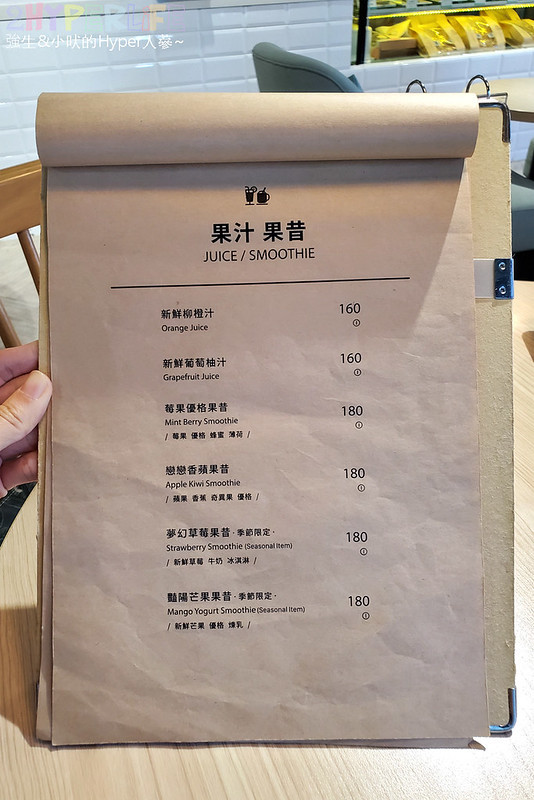 HYPERLIFE
強生&小吠的Hyper人蔘~
果汁 果昔
JUICE / SMOOTHIE
新鮮柳橙汁 160
Orange Juice
新鮮葡萄柚汁 160
Grapefruit Juice
莓果優格果昔 180
Mint Berry Smoothie
/ 莓果 優格 蜂蜜 薄荷 /
戀戀香蘋果昔 180
Apple Kiwi Smoothie
/ 蘋果 香蕉 奇異果 優格 /
夢幻草莓果昔 · 季節限定 · 180
Strawberry Smoothie (Seasonal Item)
/ 新鮮草莓 牛奶 冰淇淋 /
豔陽芒果果昔 · 季節限定 · 180
Mango Yogurt Smoothie (Seasonal Item)
/ 新鮮芒果 優格 煉乳 /